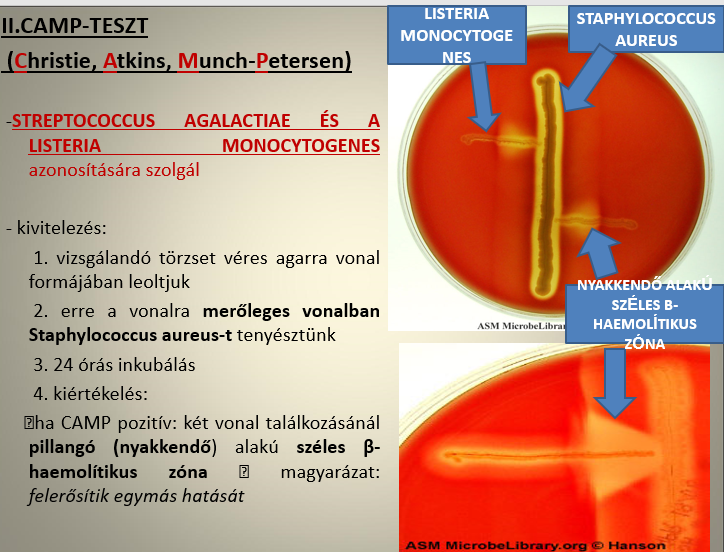 II.CAMP-TESZT
(Christie, Atkins, Munch-Petersen)
-STREPTOCOCCUS AGALACTIAE ÉS A
LISTERIA MONOCYTOGENES
azonosítására szolgál
- kivitelezés:
1. vizsgálandó törzset véres agarra vonal
formájában leoltjuk
2. erre a vonalra merőleges vonalban
Staphylococcus aureus-t tenyésztünk
3. 24 órás inkubálás
4. kiértékelés:
ha CAMP pozitív: két vonal találkozásánál
pillangó (nyakkendő) alakú széles β-
haemolítikus zóna magyarázat:
felerősítik egymás hatását
LISTERIA
MONOCYTOGE
NES
STAPHYLOCOCCUS
AUREUS
NYAKKENDŐ ALAKÚ
SZÉLES B-
HAEMOLÍTIKUS
ZÓNA
ASM MicrobeLibrary
ASM MicrobeLibrary.org © Hanson